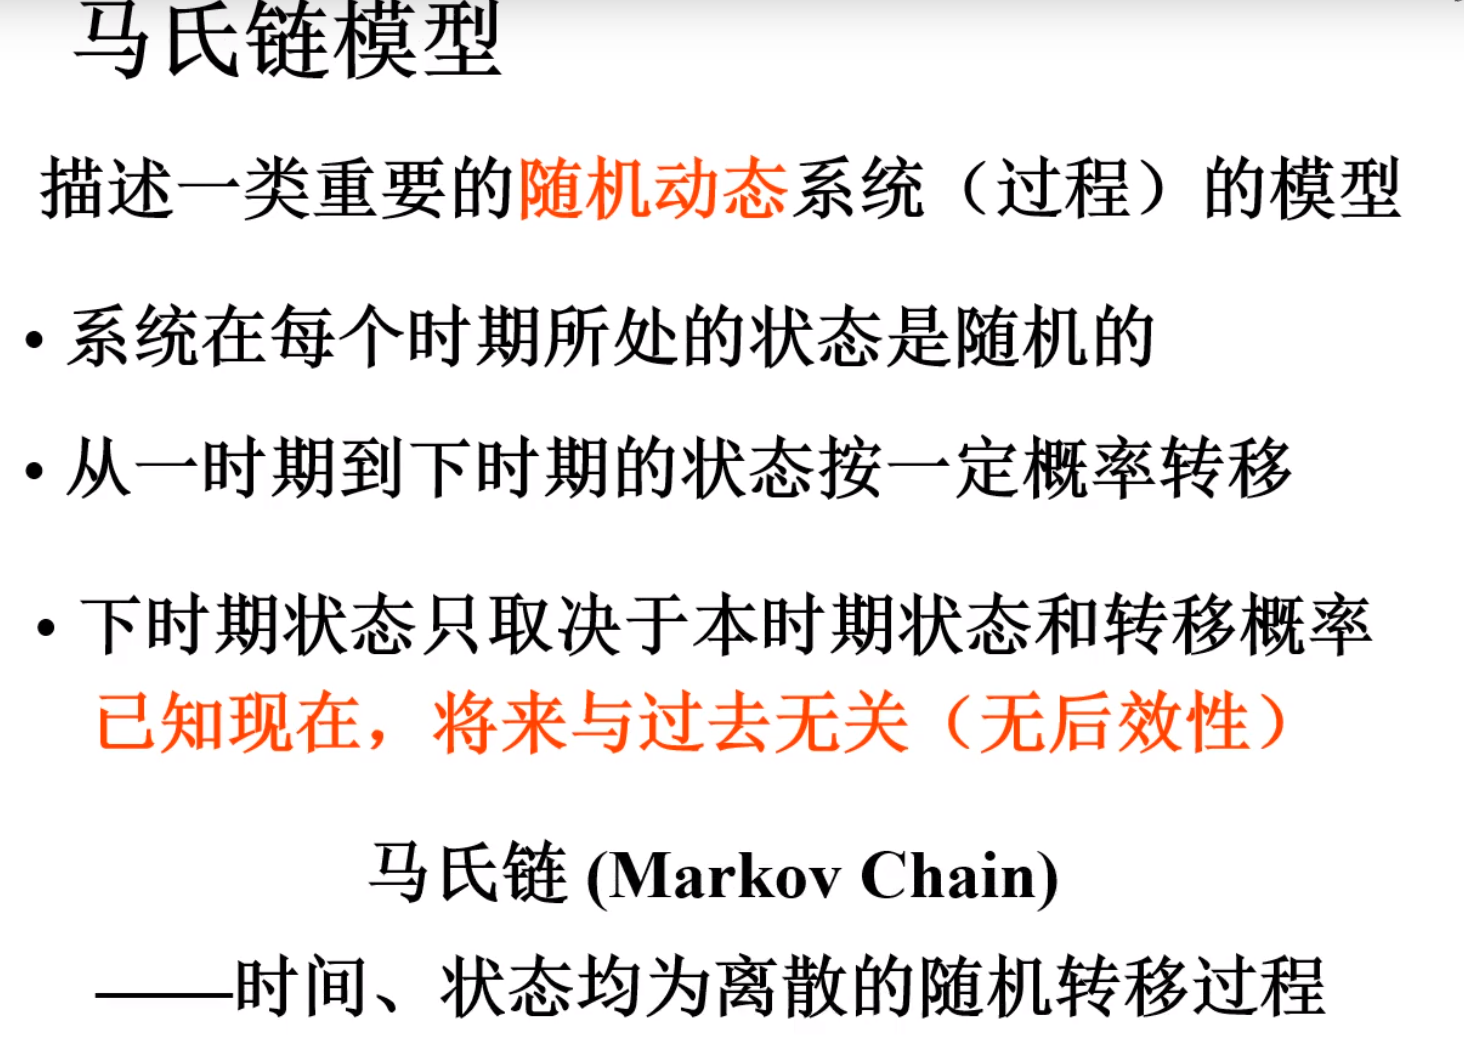 马氏链模型
描述一类重要的随机动态系统（过程）的模型
• 系统在每个时期所处的状态是随机的
• 从一时期到下时期的状态按一定概率转移
• 下时期状态只取决于本时期状态和转移概率
已知现在，将来与过去无关（无后效性）
马氏链 (Markov Chain)
——时间、状态均为离散的随机转移过程